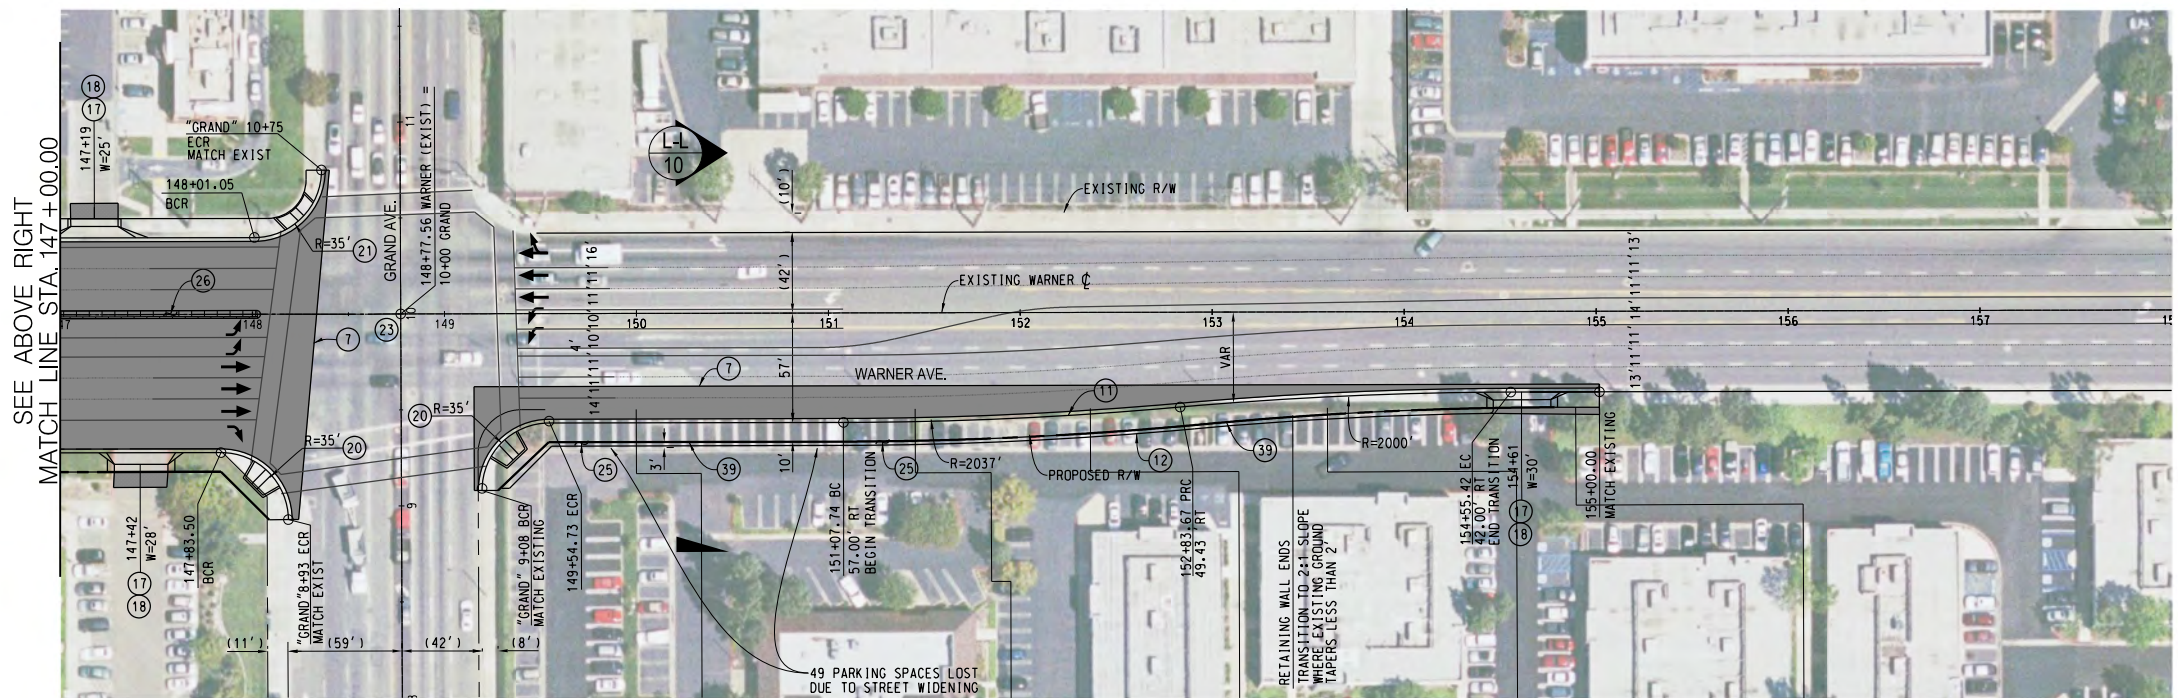 SEE ABOVE RIGHT
MATCH LINE STA. 147+00.00
18
17
147+19
W=25'
"GRAND" 10+75
ECR
MATCH EXIST
148+01.05
BCR
R=35'
21
GRAND AVE.
148+77.56 WARNER (EXIST) =
10+00 GRAND
11
L-L
10
(10')
EXISTING R/W
16'
11'
11'
10'
10'
4'
11'
11'
14'
(42')
EXISTING WARNER ℄
13'
11'
11'
14'
11'
11'
13'
26
148
23
10
149
150
151
152
153
154
155
156
157
7
57'
7
WARNER AVE.
VAR
11
20
R=35'
R=35'
20
25
3'
39
10'
25
R=2037'
PROPOSED R/W
12
39
R=2000'
147+42
W=28'
17
18
147+83.50
BCR
"GRAND" 8+93 ECR
MATCH EXIST
9
"GRAND" 9+08 BCR
MATCH EXISTING
149+54.73 ECR
151+07.74 BC
57.00' RT
BEGIN TRANSITION
152+83.67 PRC
49.43' RT
RETAINING WALL ENDS
TRANSITION TO 2:1 SLOPE
WHERE EXISTING GROUND
TAPERS LESS THAN 2'
154+55.42 EC
42.00' RT
END TRANSITION
154+61
W=30'
17
18
155+00.00
MATCH EXISTING
(11')
(59')
(42')
(8')
49 PARKING SPACES LOST
DUE TO STREET WIDENING